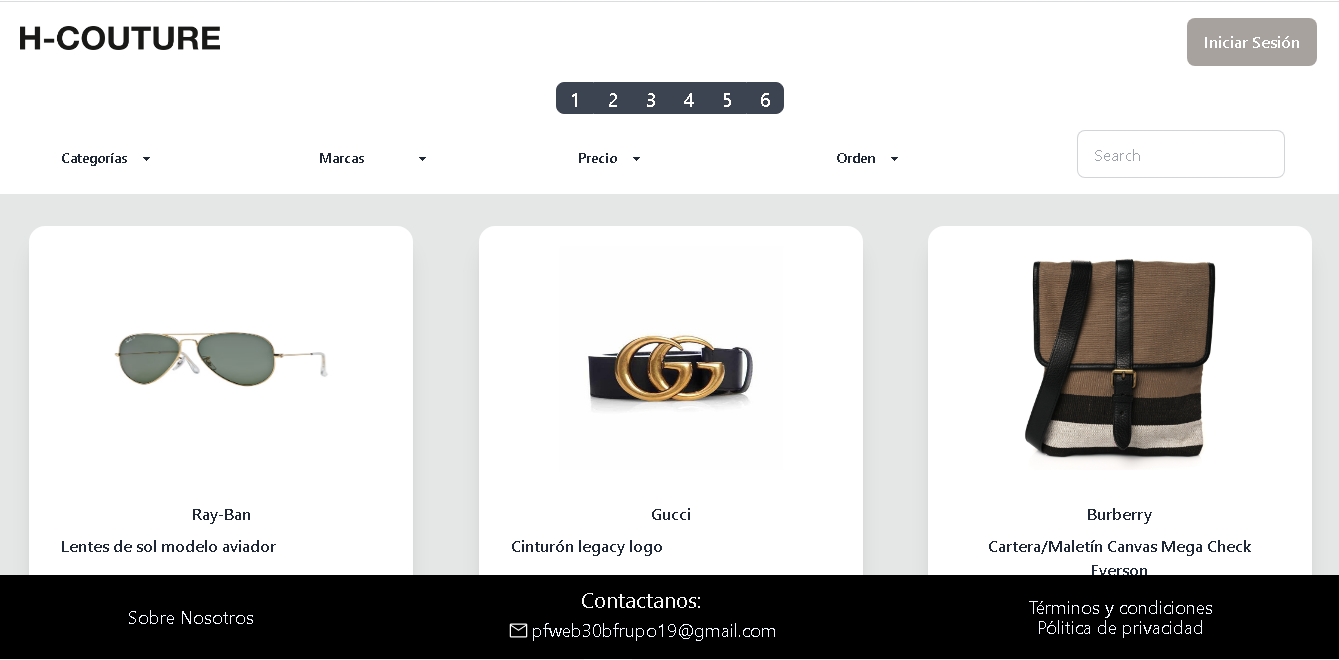 H-COUTURE
Iniciar Sesión
1 2 3 4 5 6
Categorías Marcas Precio Orden Search
Ray-Ban
Lentes de sol modelo aviador
Gucci
Cinturón legacy logo
Burberry
Cartera/Maletín Canvas Mega Check
Everson
Sobre Nosotros
Contactanos:
pfweb30bfrupo19@gmail.com
Términos y condiciones
Pólitica de privacidad